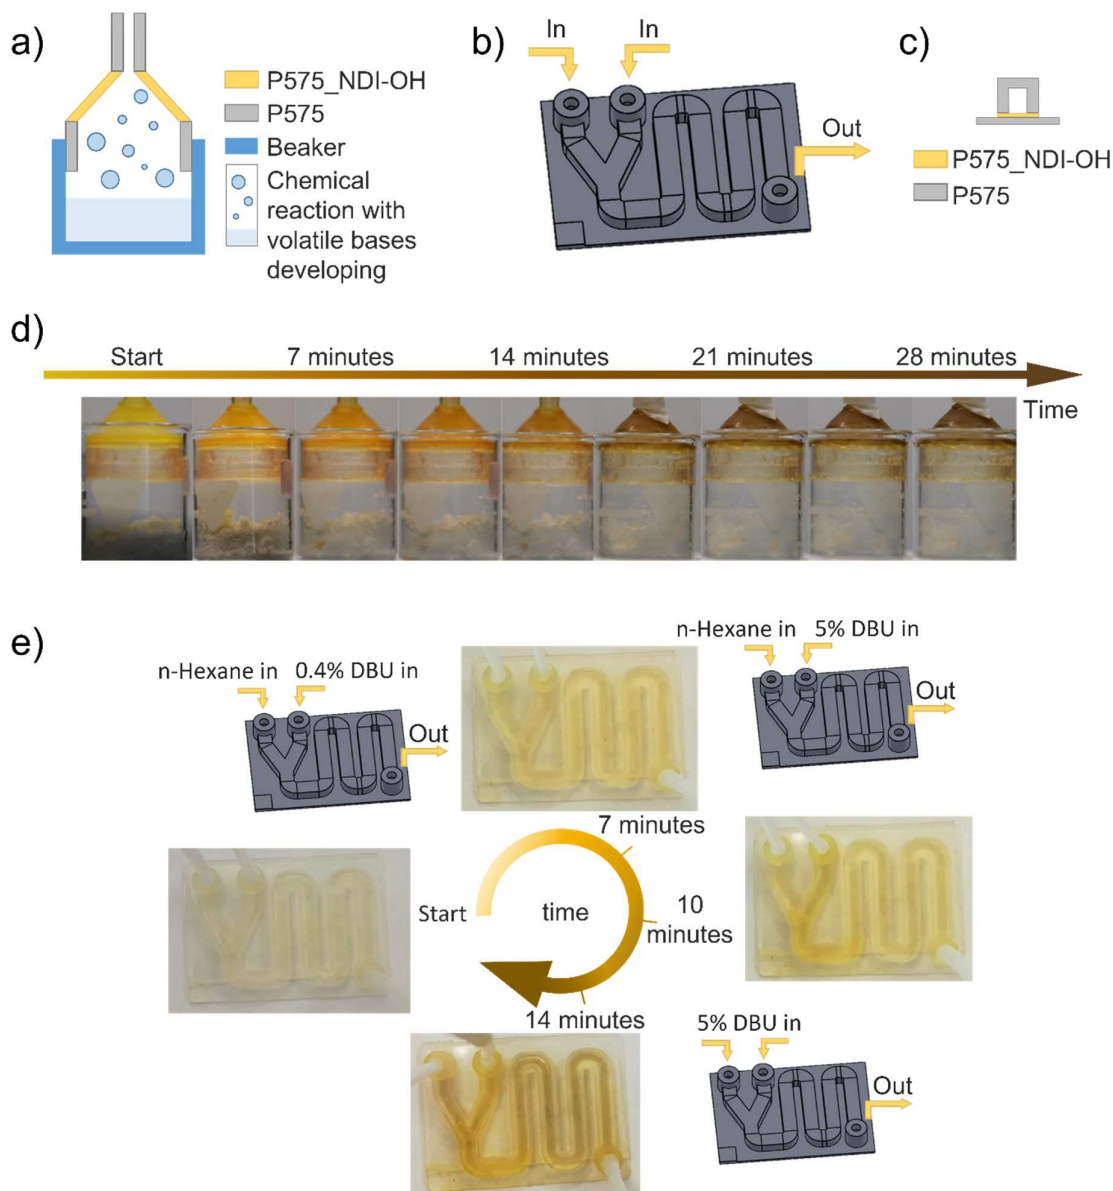 a)
P575_NDI-OH
P575
Beaker
Chemical
reaction with
volatile bases
developing
b)
In
In
Out
c)
P575_NDI-OH
P575
d)
Start
7 minutes
14 minutes
21 minutes
28 minutes
Time
e)
n-Hexane in
0.4% DBU in
Out
n-Hexane in
5% DBU in
Out
Start
time
7 minutes
10
minutes
14 minutes
5% DBU in
Out